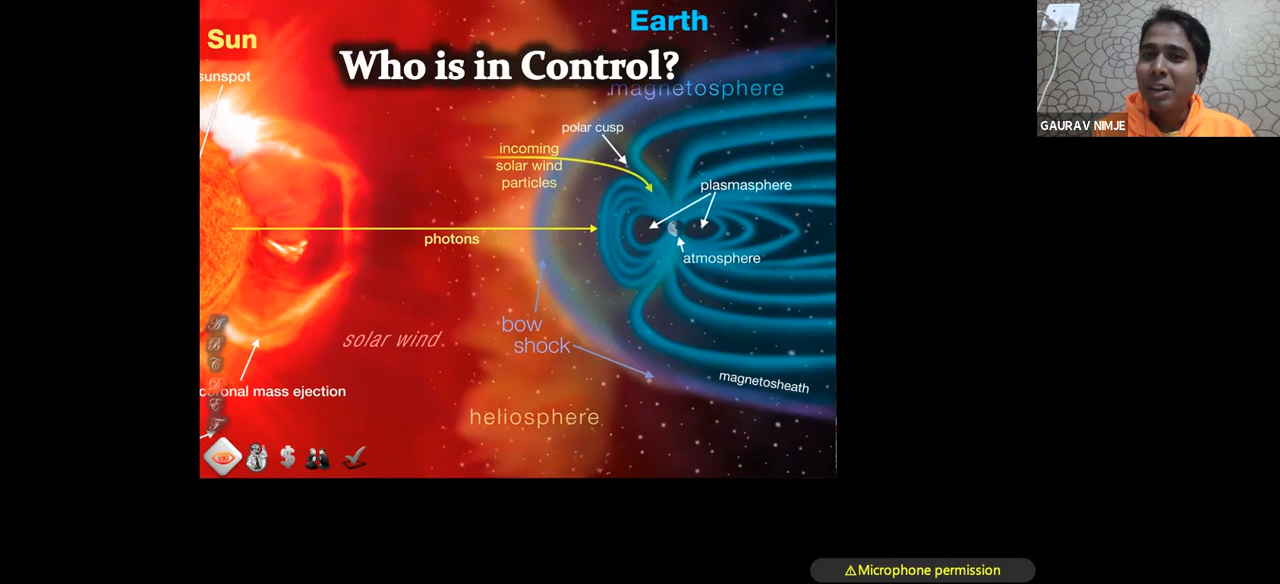 Earth
Sun
Who is in Control?
sunspot
magnetosphere
polar cusp
incoming
solar wind
particles
GAURAV NIMJE
plasmasphere
photons
atmosphere
bow
shock
solar wind
A
B
C
D
E
F
magnetosheath
coronal mass ejection
heliosphere
$
⚠Microphone permission